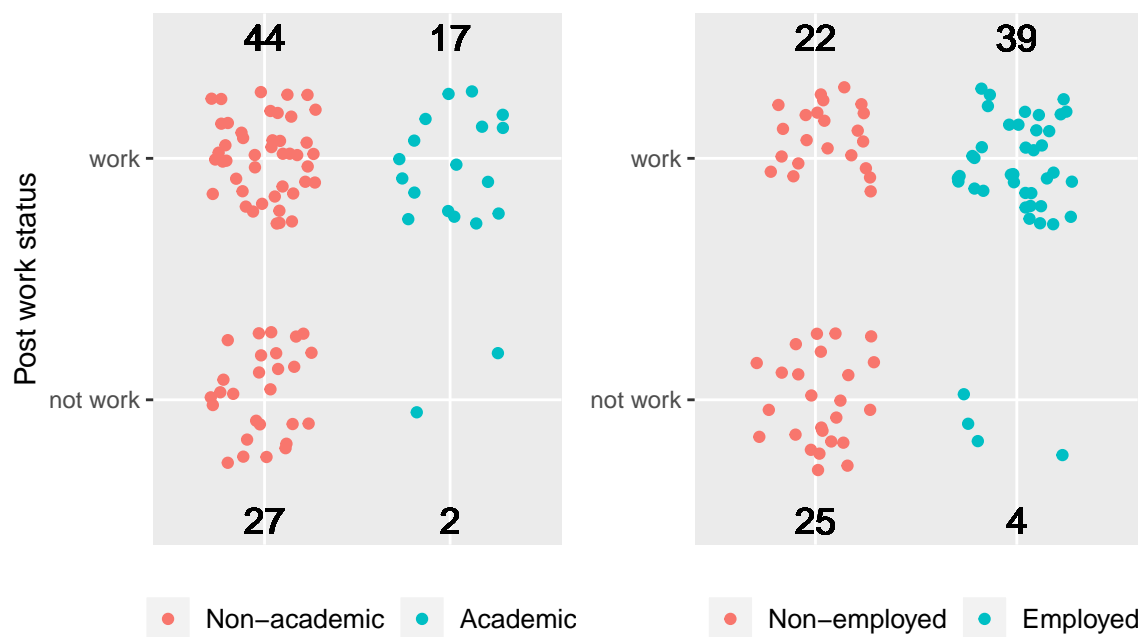 44 17 22 39
work work
Post work status
not work not work
27 2 25 4
Non−academic Academic Non−employed Employed